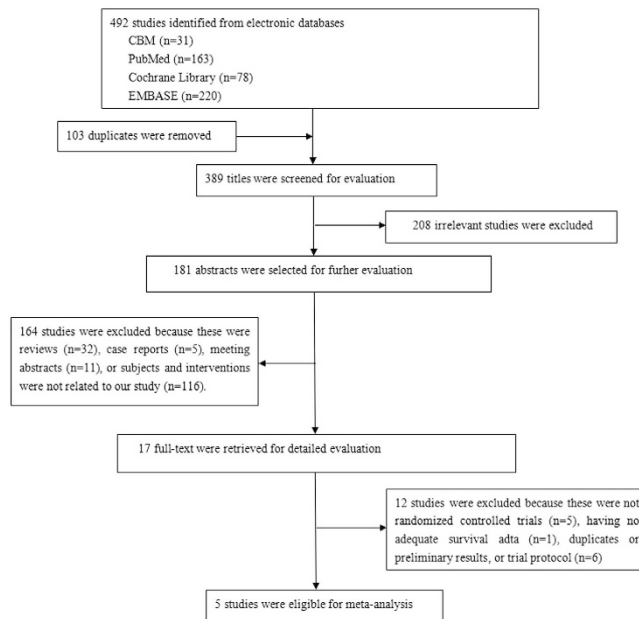 492 studies identified from electronic databases
CBM (n=31)
PubMed (n=163)
Cochrane Library (n=78)
EMBASE (n=220)
103 duplicates were removed
389 titles were screened for evaluation
208 irrelevant studies were excluded
181 abstracts were selected for furher evaluation
164 studies were excluded because these were
reviews (n=32), case reports (n=5), meeting
abstracts (n=11), or subjects and interventions
were not related to our study (n=116).
17 full-text were retrieved for detailed evaluation
12 studies were excluded because these were not
randomized controlled trials (n=5), having no
adequate survival adta (n=1), duplicates or
preliminary results, or trial protocol (n=6)
5 studies were eligible for meta-analysis